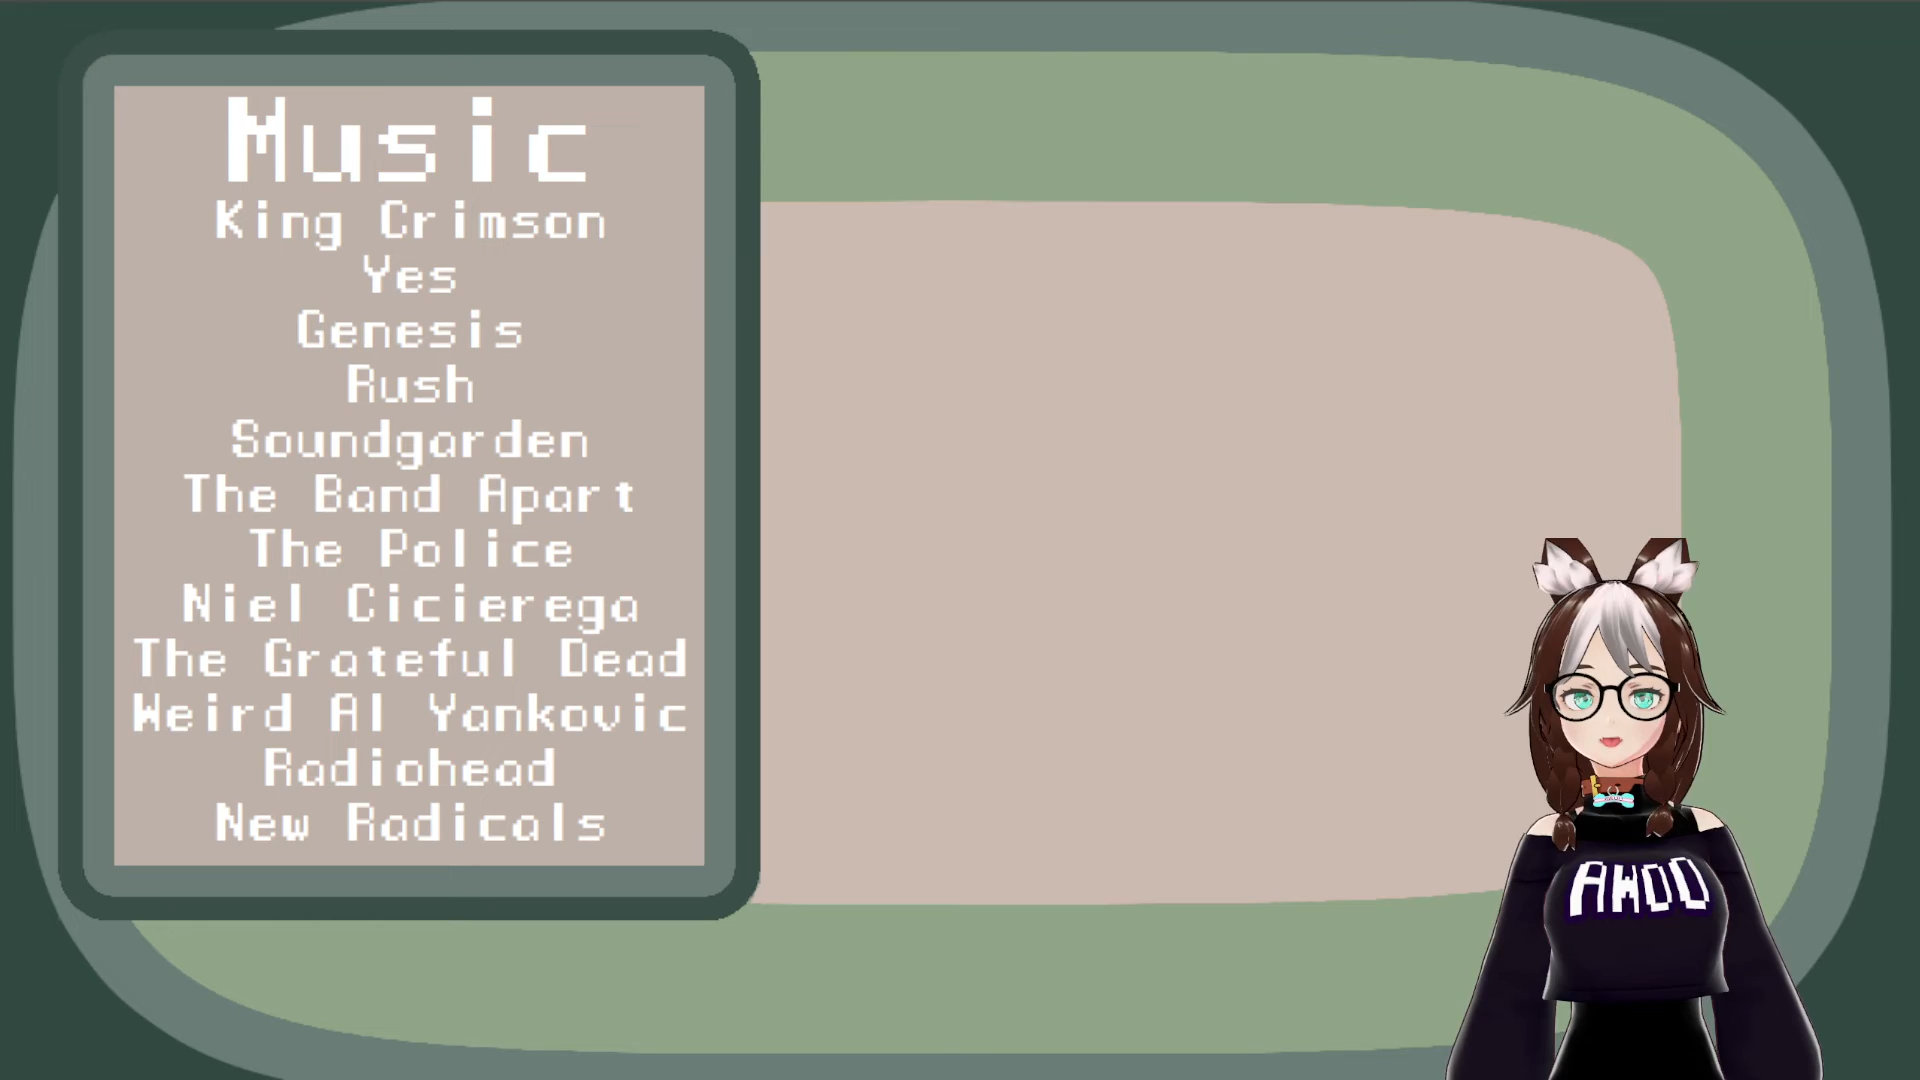 Music
King Crimson
Yes
Genesis
Rush
Soundgarden
The Band Apart
The Police
Niel Cicierega
The Grateful Dead
Weird Al Yankovic
Radiohead
New Radicals
AWOO